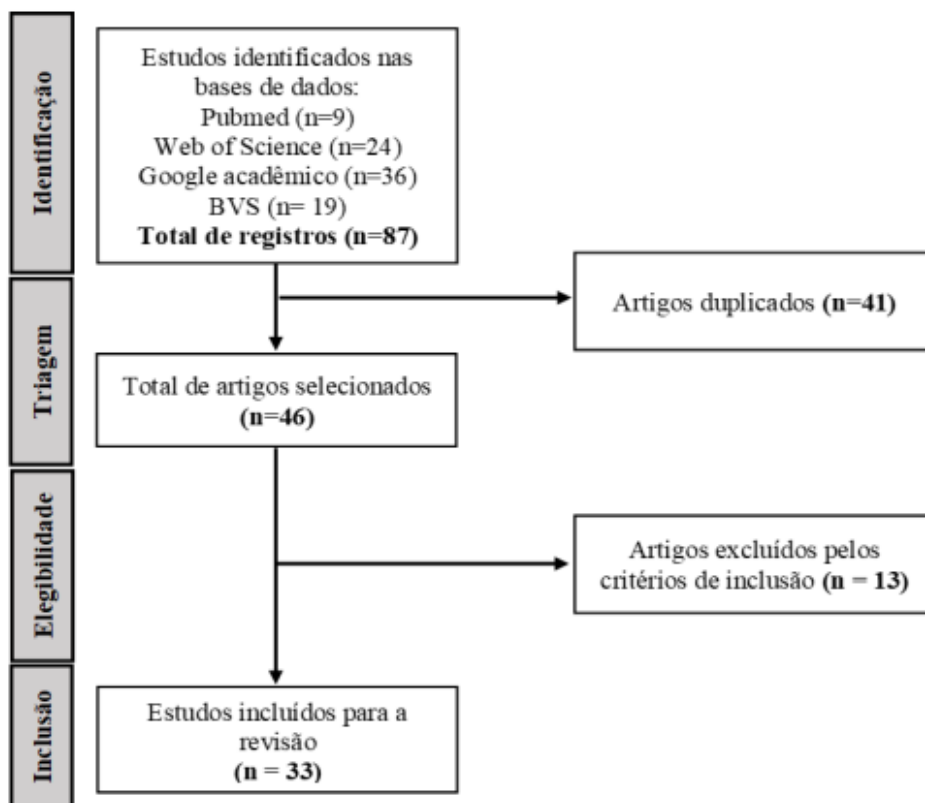 Identificação
Estudos identificados nas
bases de dados:
Pubmed (n=9)
Web of Science (n=24)
Google acadêmico (n=36)
BVS (n= 19)
Total de registros (n=87)
Artigos duplicados (n=41)
Triagem
Total de artigos selecionados
(n=46)
Elegibilidade
Artigos excluídos pelos
critérios de inclusão (n = 13)
Inclusão
Estudos incluídos para a
revisão
(n = 33)